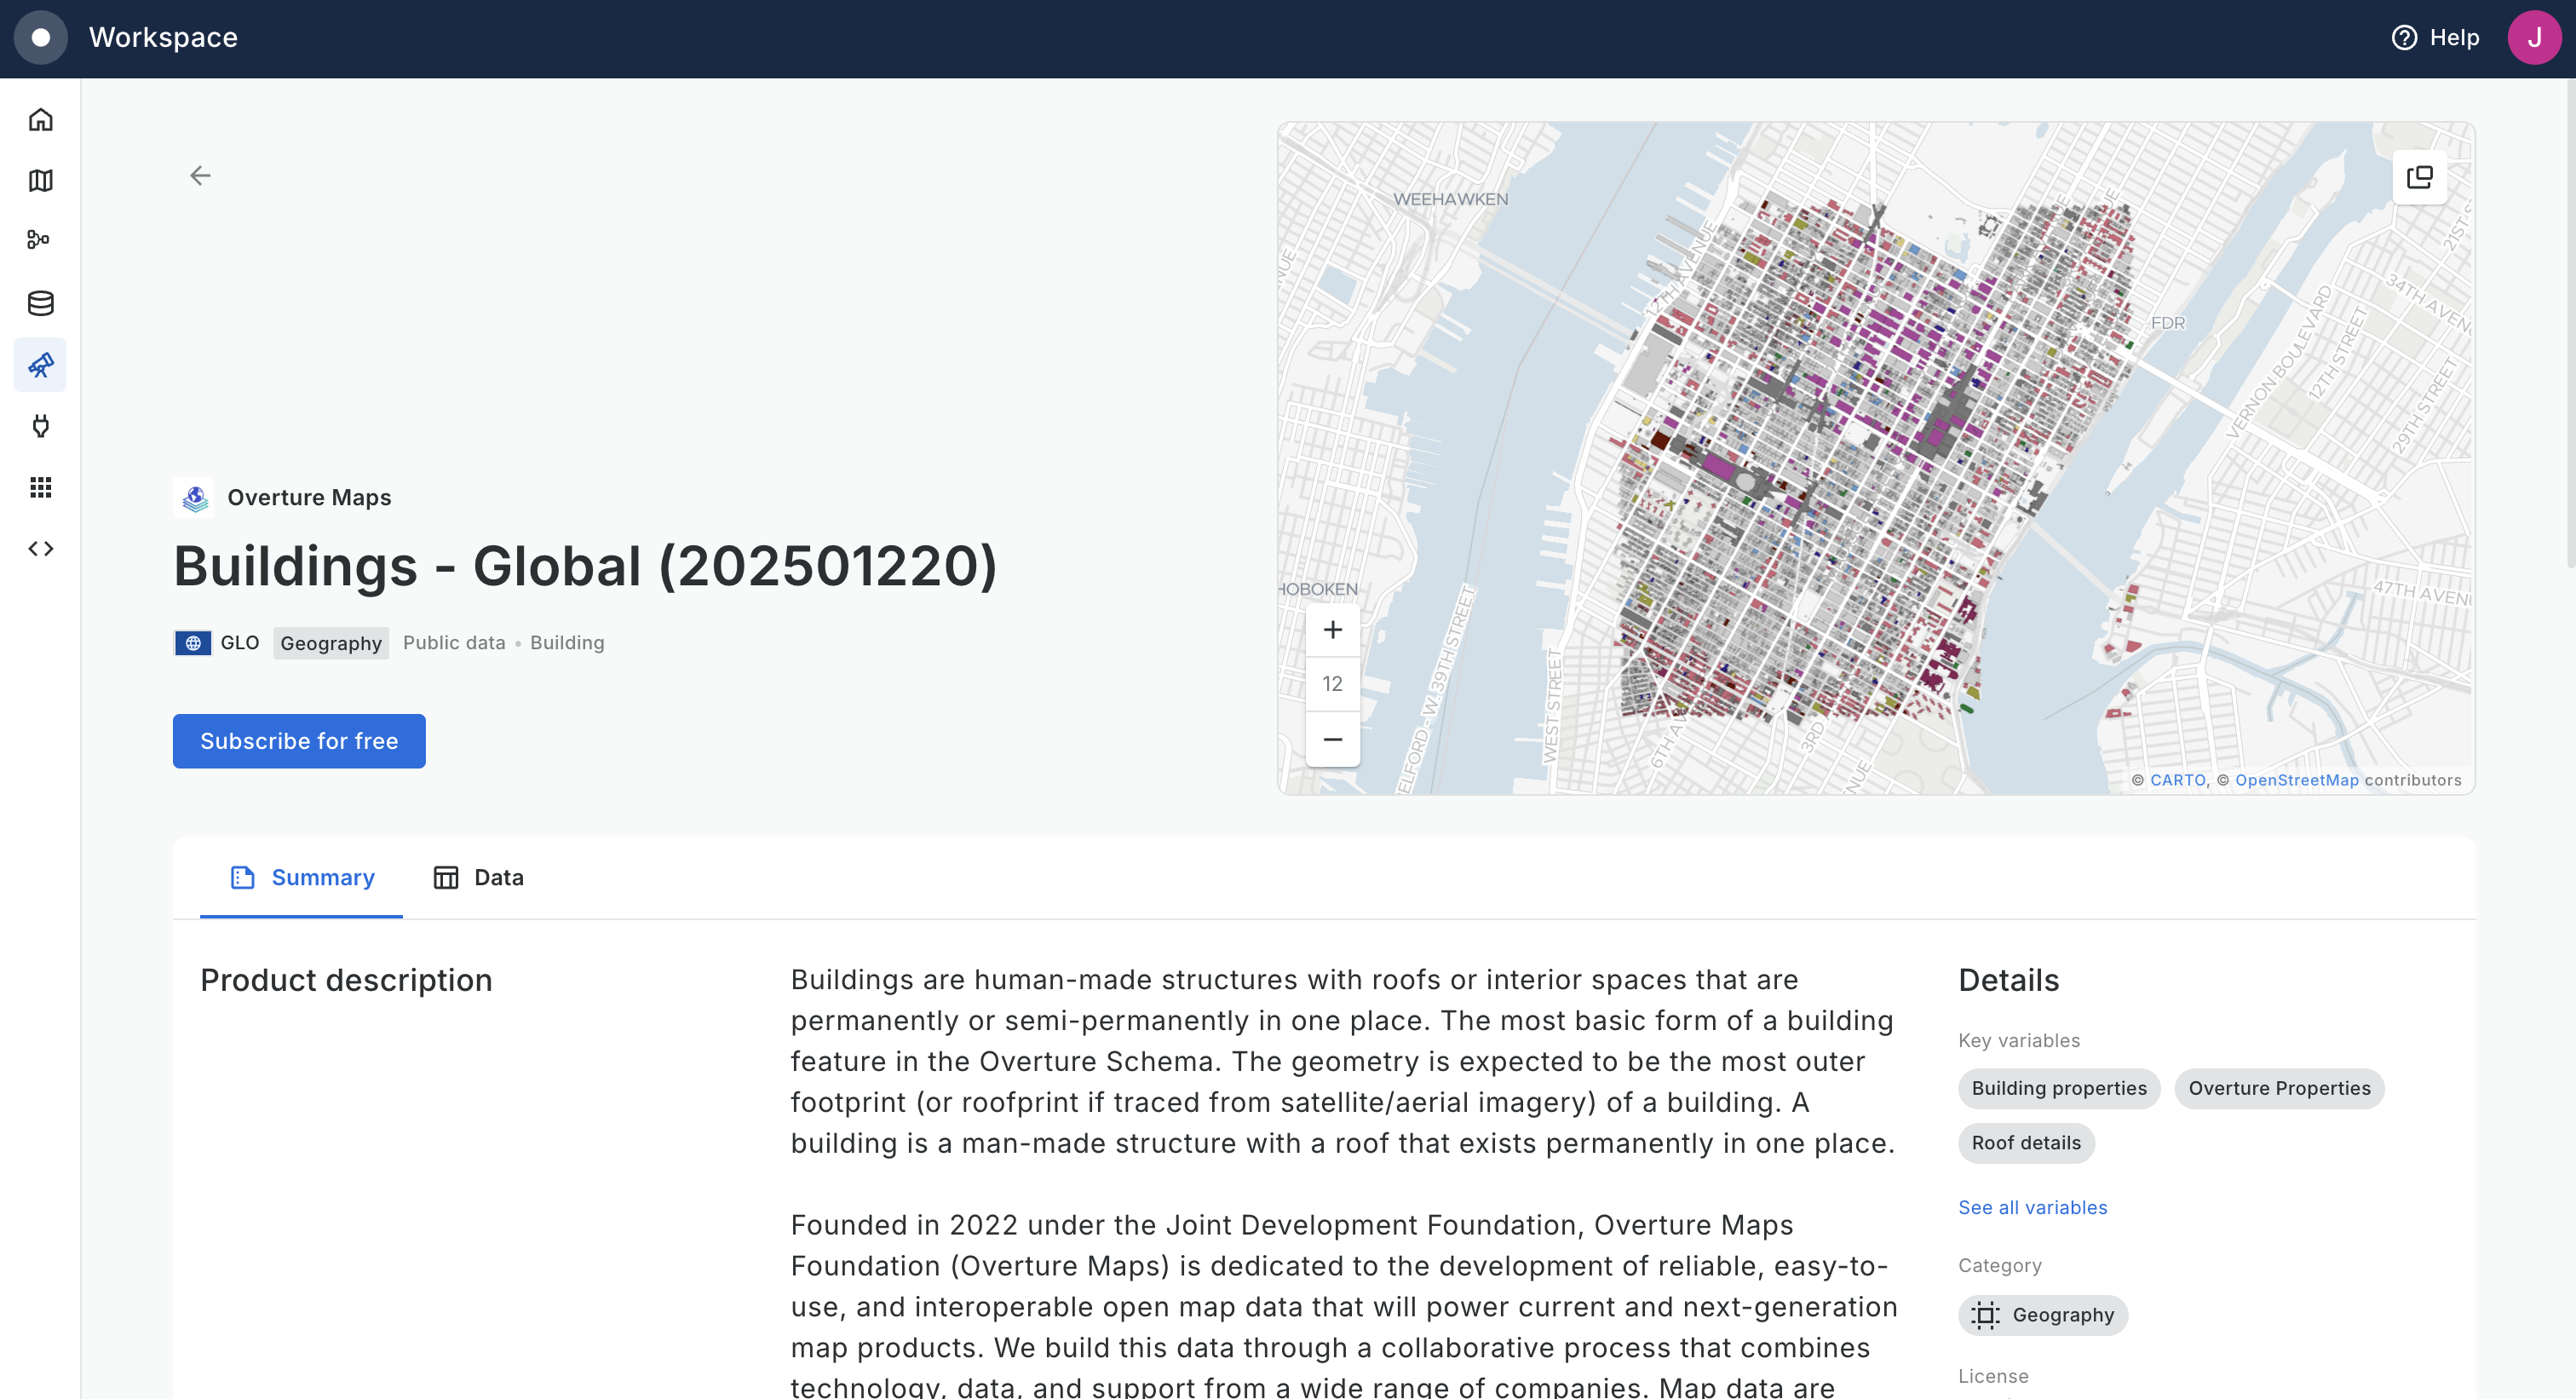 Workspace
Help
J
Overture Maps
Buildings - Global (202501220)
GLO
Geography
Public data • Building
Subscribe for free
WEEHAWKEN
12TH AVENUE
FDR
21ST
34TH AVEN
VERNON BOULEVARD
12TH STREET
29TH STREET
HOBOKEN
47TH AVEN
W. 39TH STREET
WEST STREET
6TH AV
3RD
+
12
−
© CARTO, © OpenStreetMap contributors
Summary
Data
Product description
Buildings are human-made structures with roofs or interior spaces that are
permanently or semi-permanently in one place. The most basic form of a building
feature in the Overture Schema. The geometry is expected to be the most outer
footprint (or roofprint if traced from satellite/aerial imagery) of a building. A
building is a man-made structure with a roof that exists permanently in one place.
Founded in 2022 under the Joint Development Foundation, Overture Maps
Foundation (Overture Maps) is dedicated to the development of reliable, easy-to-
use, and interoperable open map data that will power current and next-generation
map products. We build this data through a collaborative process that combines
technology, data, and support from a wide range of companies. Map data are
Details
Key variables
Building properties
Overture Properties
Roof details
See all variables
Category
Geography
License